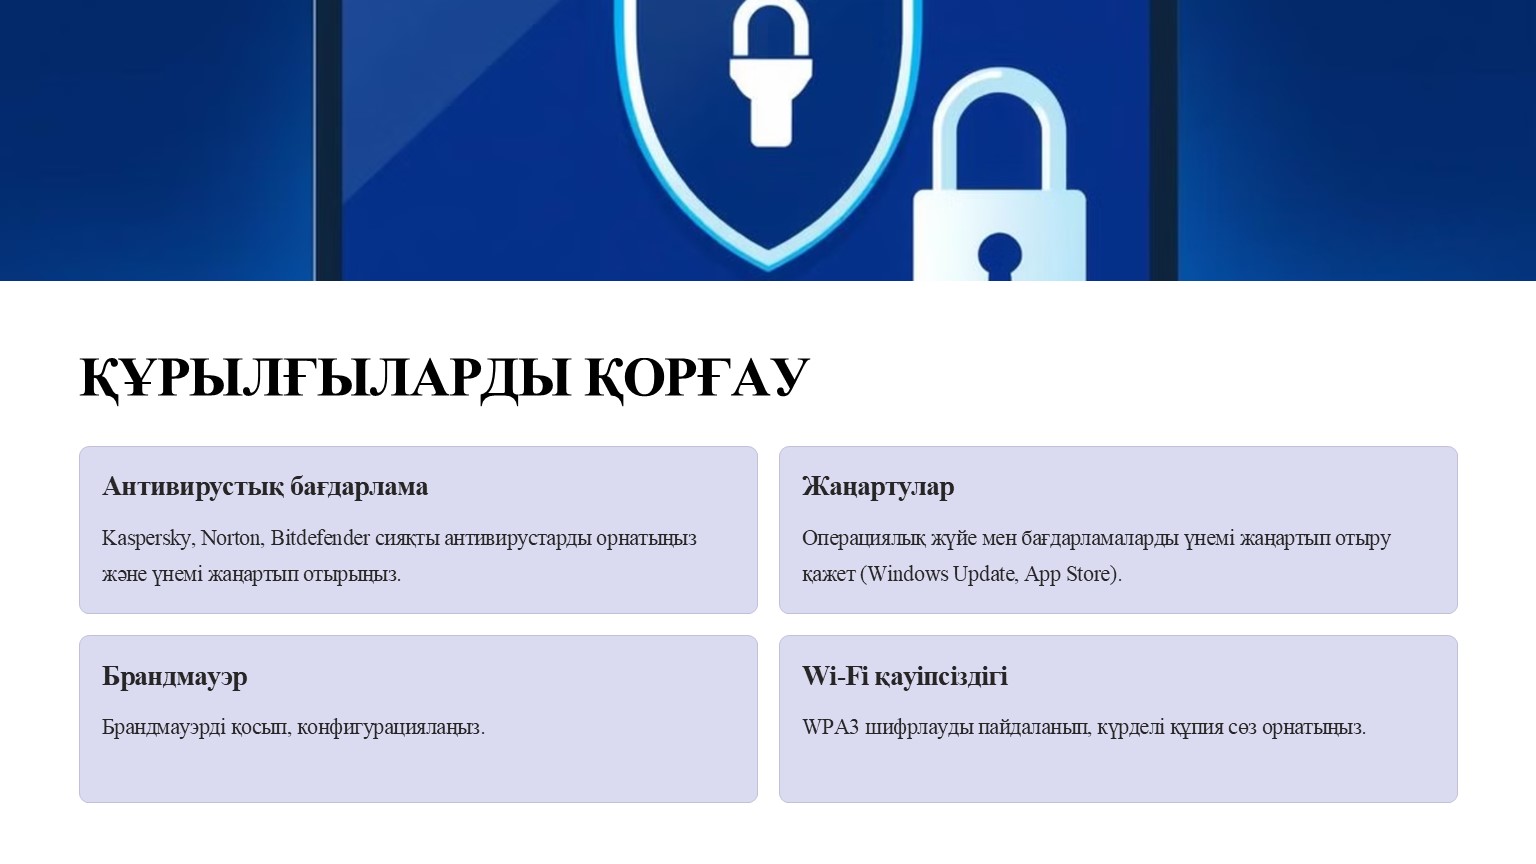 ҚҰРЫЛҒЫЛАРДЫ ҚОРҒАУ
Антивирустық бағдарлама
Kaspersky, Norton, Bitdefender сияқты антивирустарды орнатыңыз
және үнемі жаңартып отырыңыз.
Жаңартулар
Операциялық жүйе мен бағдарламаларды үнемі жаңартып отыру
қажет (Windows Update, App Store).
Брандмауэр
Брандмауэрді қосып, конфигурациялаңыз.
Wi-Fi қауіпсіздігі
WPA3 шифрлауды пайдаланып, күрделі құпия сөз орнатыңыз.